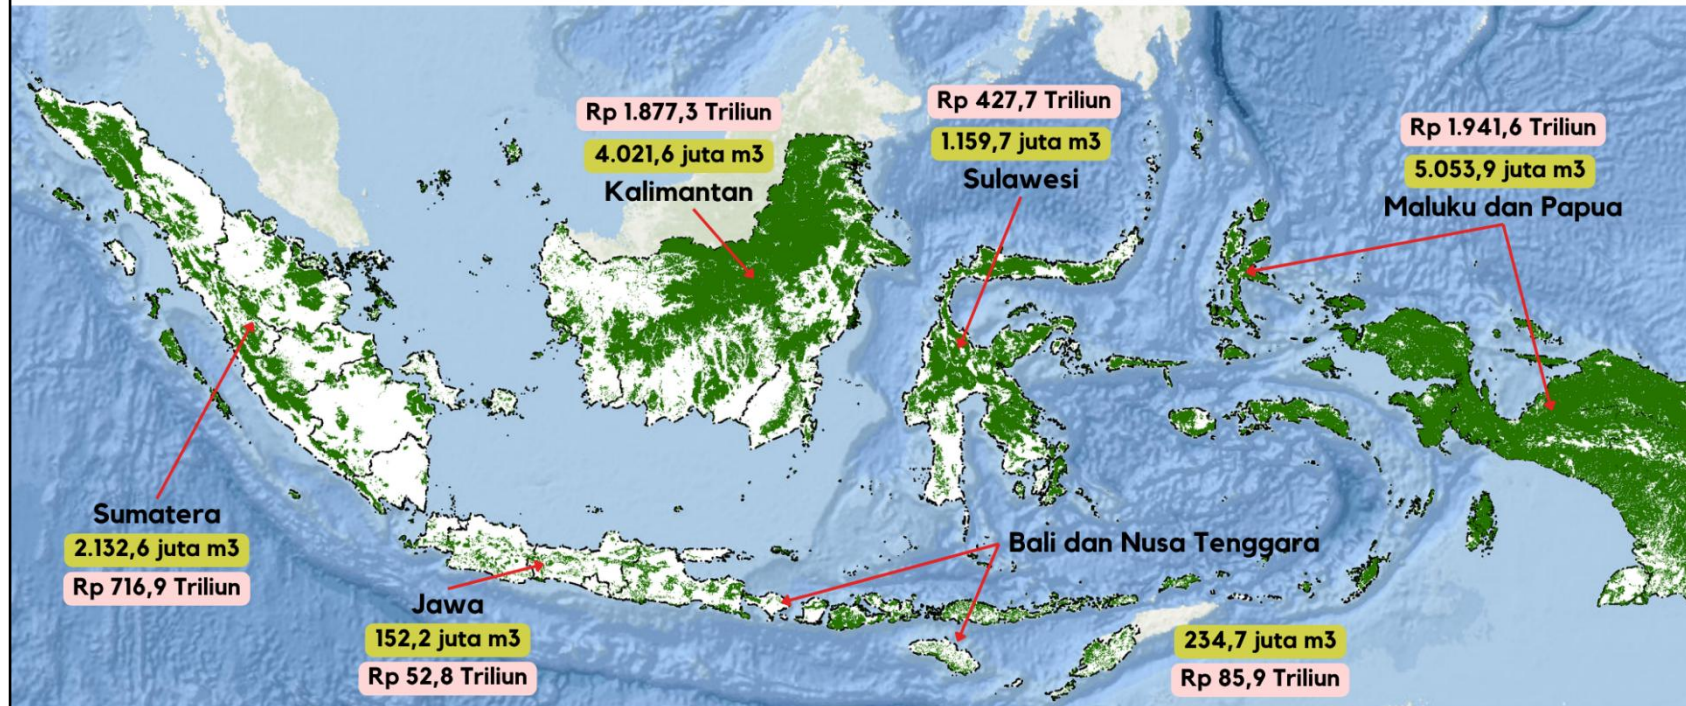 Rp 1.877,3 Triliun
4.021,6 juta m3
Kalimantan
Rp 427,7 Triliun
1.159,7 juta m3
Sulawesi
Rp 1.941,6 Triliun
5.053,9 juta m3
Maluku dan Papua
Sumatera
2.132,6 juta m3
Rp 716,9 Triliun
Jawa
152,2 juta m3
Rp 52,8 Triliun
Bali dan Nusa Tenggara
234,7 juta m3
Rp 85,9 Triliun